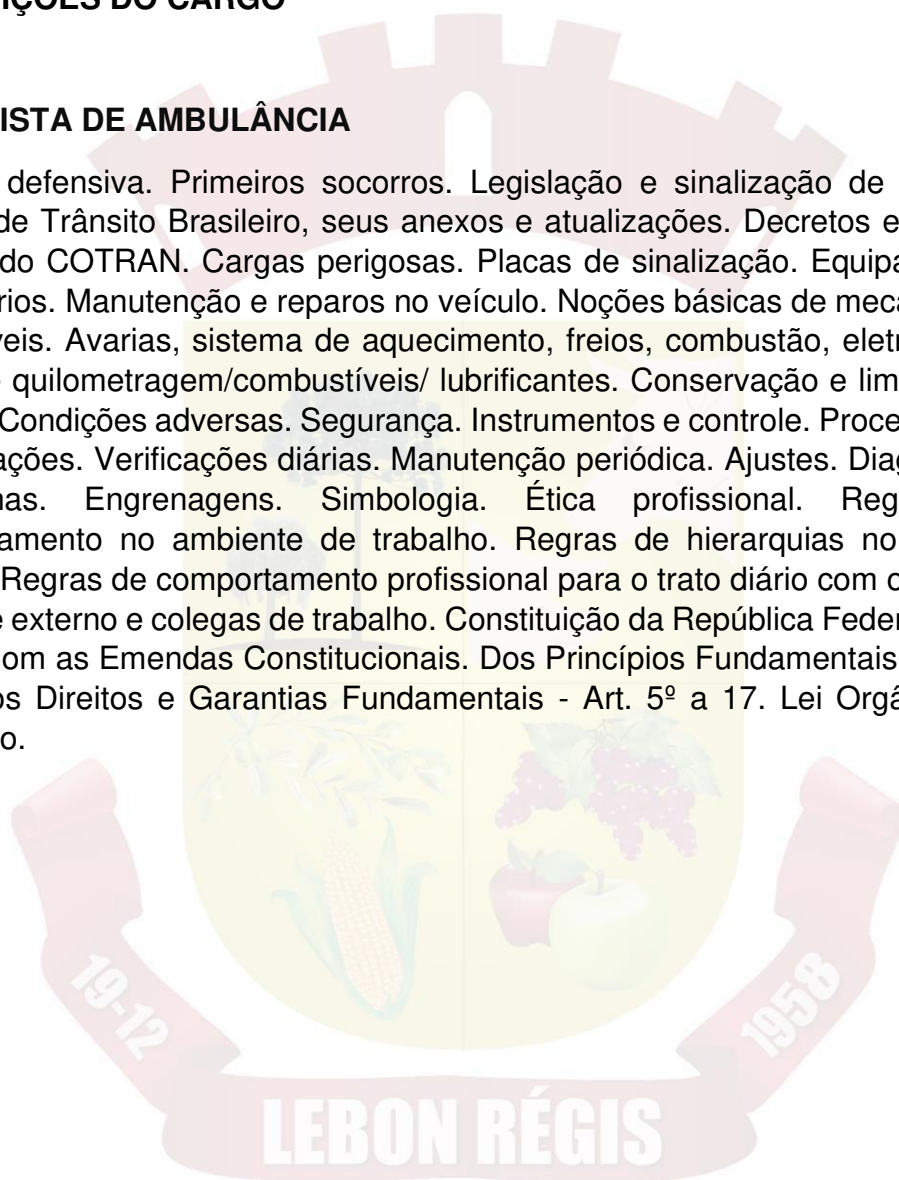 IÇÕES DO CARGO
ISTA DE AMBULÂNCIA
defensiva. Primeiros socorros. Legislação e sinalização de
de Trânsito Brasileiro, seus anexos e atualizações. Decretos e
do COTRAN. Cargas perigosas. Placas de sinalização. Equipa
rios. Manutenção e reparos no veículo. Noções básicas de mecâ
veis. Avarias, sistema de aquecimento, freios, combustão, eletr
quilometragem/combustíveis/ lubrificantes. Conservação e lim
Condições adversas. Segurança. Instrumentos e controle. Proce
ações. Verificações diárias. Manutenção periódica. Ajustes. Diag
mas. Engrenagens. Simbologia. Ética profissional. Reg
amento no ambiente de trabalho. Regras de hierarquias no
Regras de comportamento profissional para o trato diário com o
e externo e colegas de trabalho. Constituição da República Feder
om as Emendas Constitucionais. Dos Princípios Fundamentais
os Direitos e Garantias Fundamentais - Art. 5º a 17. Lei Orgâ
o.
19-12
1958
LEBON RÉGIS